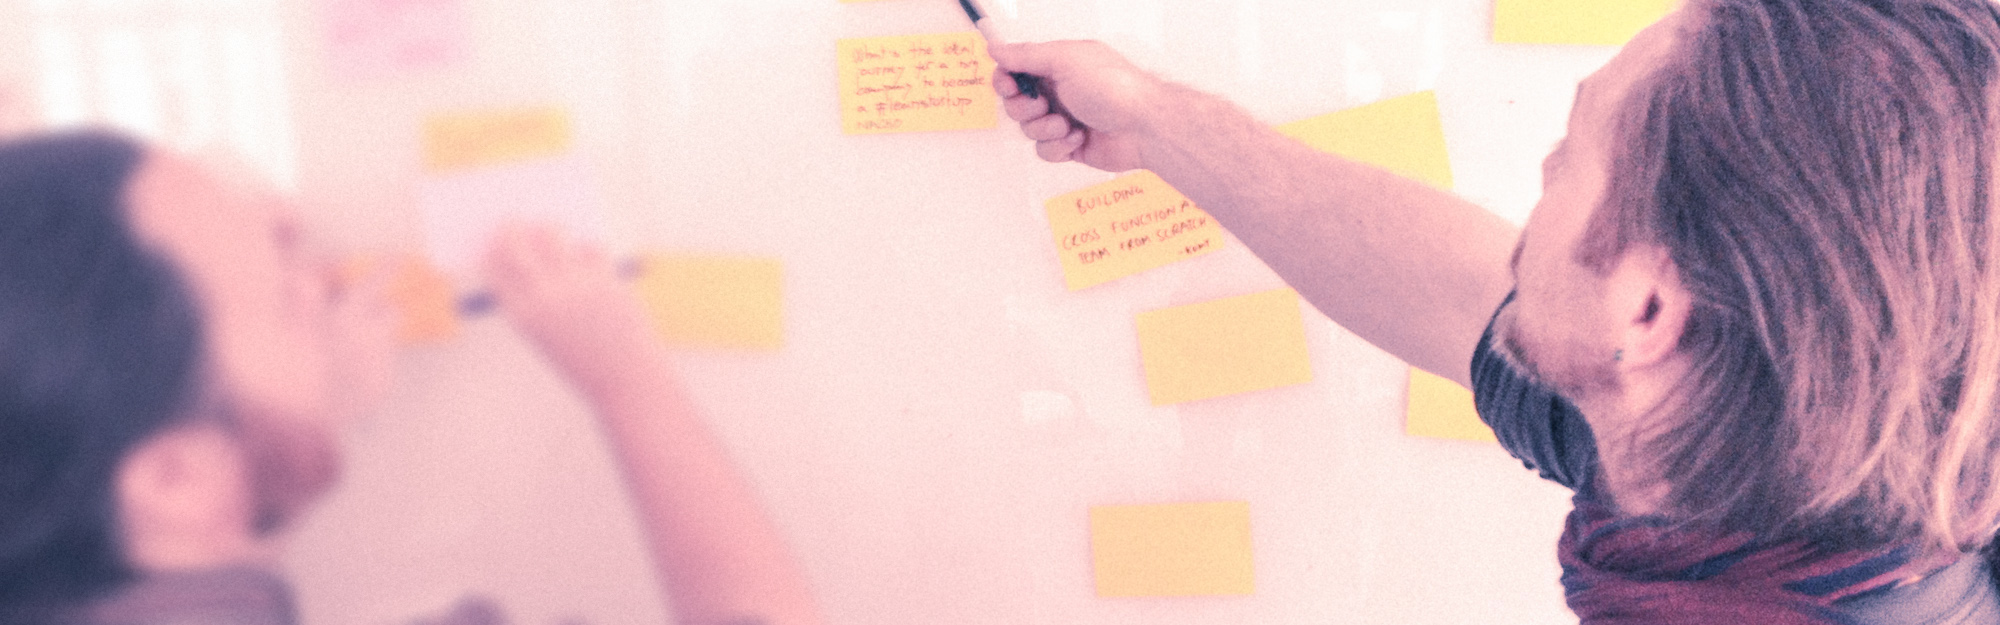 What's the ideal
journey for a big
company to become
a #leanstartup
BUILDING
CROSS FUNCTIONAL
TEAM FROM SCRATCH